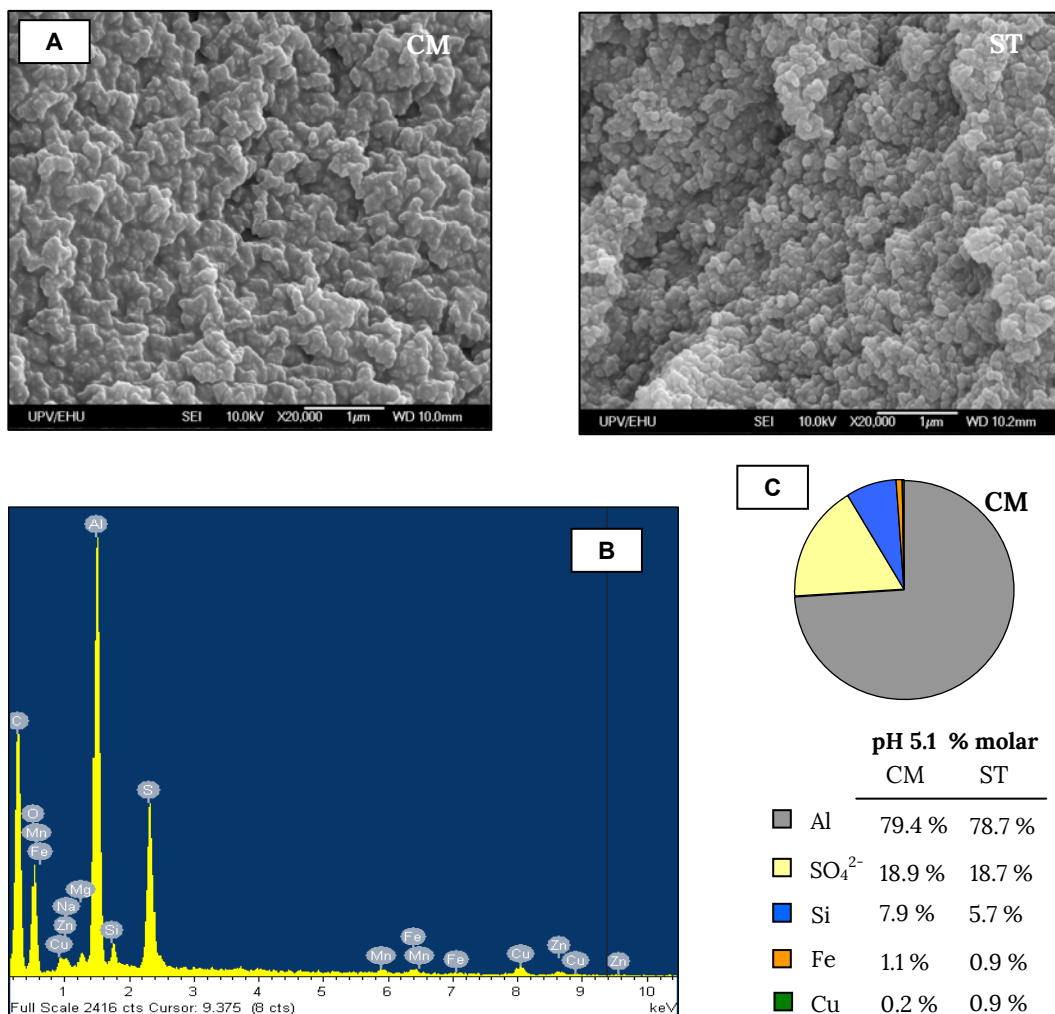 A
CM
UPV/EHU SEI 10.0kV X20,000 1µm WD 10.0mm
ST
UPV/EHU SEI 10.0kV X20,000 1µm WD 10.2mm
B
Al
C
S
O
Mn
Fe
Mg
Na
Zn
Cu
Si
Mn
Fe
Mn
Fe
Cu
Zn
Cu
Zn
1 2 3 4 5 6 7 8 9 10
Full Scale 2416 cts Cursor: 9.375 (8 cts) keV
C
CM
pH 5.1 % molar
CM ST
Al 79.4 % 78.7 %
SO₄²⁻ 18.9 % 18.7 %
Si 7.9 % 5.7 %
Fe 1.1 % 0.9 %
Cu 0.2 % 0.9 %